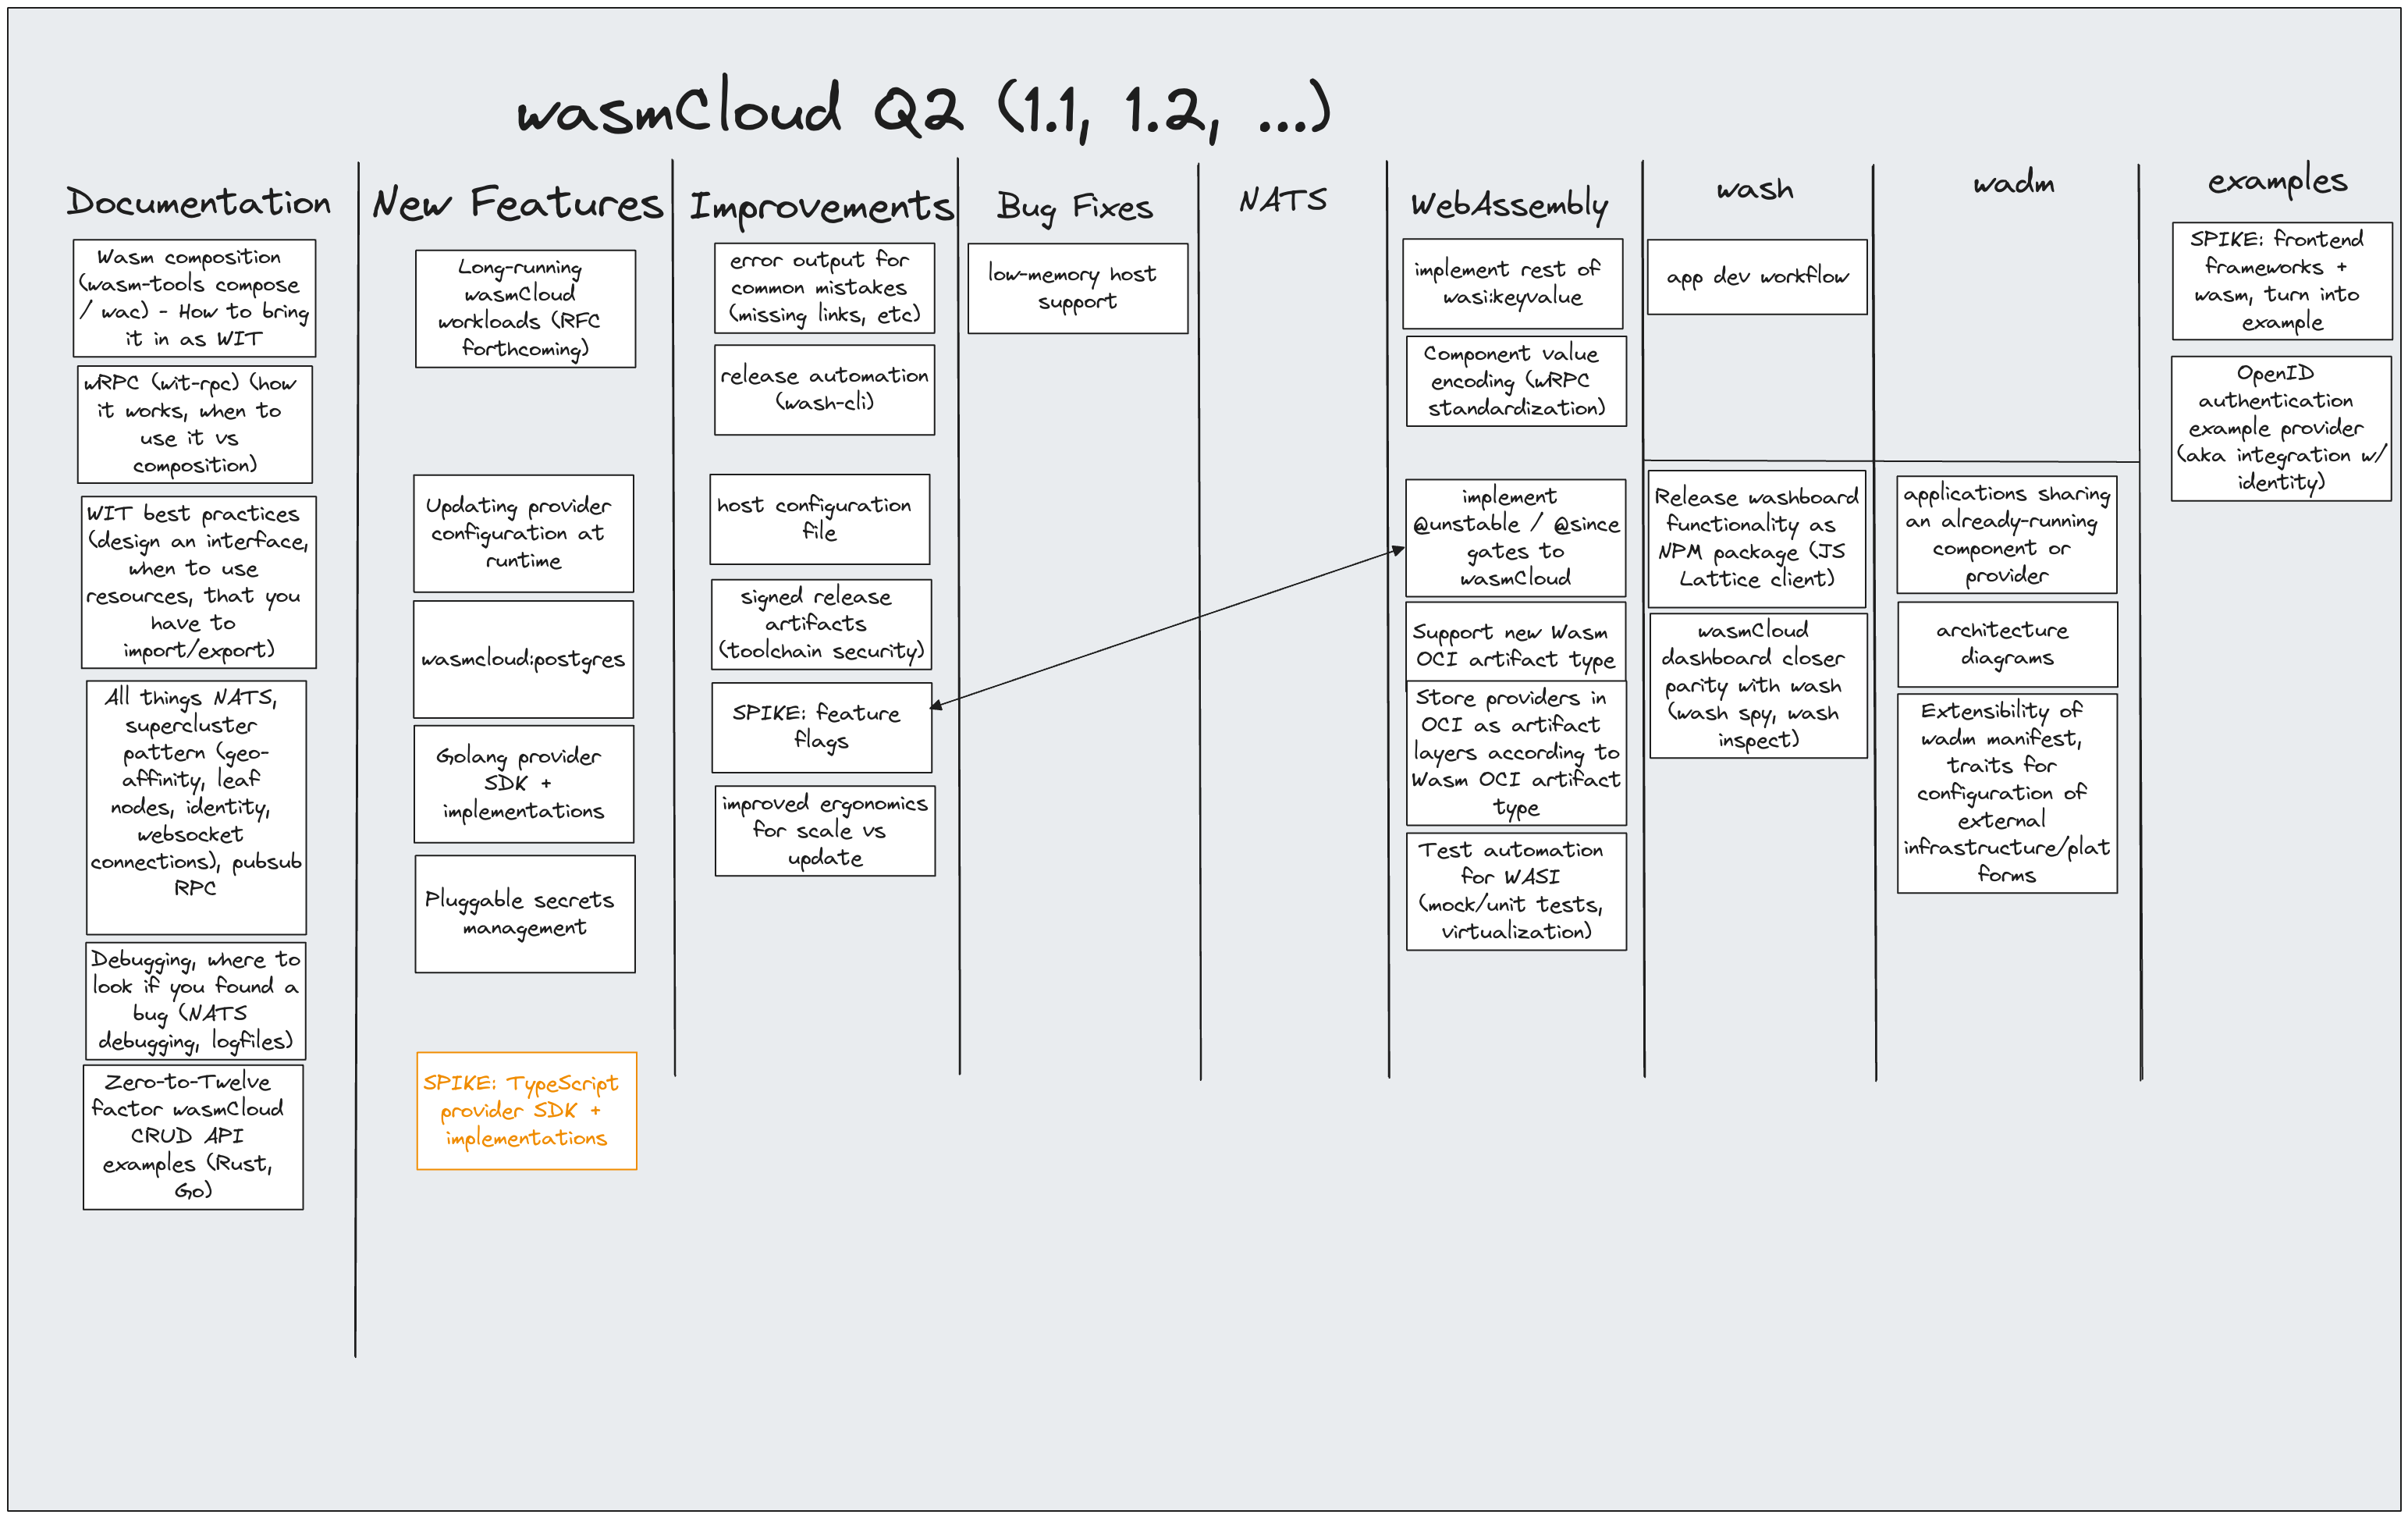 wasmCloud Q2 (1.1, 1.2, ...)
Documentation
Wasm composition
(wasm-tools compose
/ wac) - How to bring
it in as WIT
wRPC (wit-rpc) (how
it works, when to
use it vs
composition)
WIT best practices
(design an interface,
when to use
resources, that you
have to
import/export)
All things NATS,
supercluster
pattern (geo-
affinity, leaf
nodes, identity,
websocket
connections), pubsub
RPC
Debugging, where to
look if you found a
bug (NATS
debugging, logfiles)
Zero-to-Twelve
factor wasmCloud
CRUD API
examples (Rust,
Go)
New Features
Long-running
wasmCloud
workloads (RFC
forthcoming)
Updating provider
configuration at
runtime
wasmcloud:postgres
Golang provider
SDK +
implementations
Pluggable secrets
management
SPIKE: TypeScript
provider SDK +
implementations
Improvements
error output for
common mistakes
(missing links, etc)
release automation
(wash-cli)
host configuration
file
signed release
artifacts
(toolchain security)
SPIKE: feature
flags
improved ergonomics
for scale vs
update
Bug Fixes
low-memory host
support
NATS
WebAssembly
implement rest of
wasi:keyvalue
Component value
encoding (wRPC
standardization)
implement
@unstable / @since
gates to
wasmCloud
Support new Wasm
OCI artifact type
Store providers in
OCI as artifact
layers according to
Wasm OCI artifact
type
Test automation
for WASI
(mock/unit tests,
virtualization)
wash
app dev workflow
Release washboard
functionality as
NPM package (JS
Lattice client)
wasmCloud
dashboard closer
parity with wash
(wash spy, wash
inspect)
wadm
applications sharing
an already-running
component or
provider
architecture
diagrams
Extensibility of
wadm manifest,
traits for
configuration of
external
infrastructure/plat
forms
examples
SPIKE: frontend
frameworks +
wasm, turn into
example
OpenID
authentication
example provider
(aka integration w/
identity)